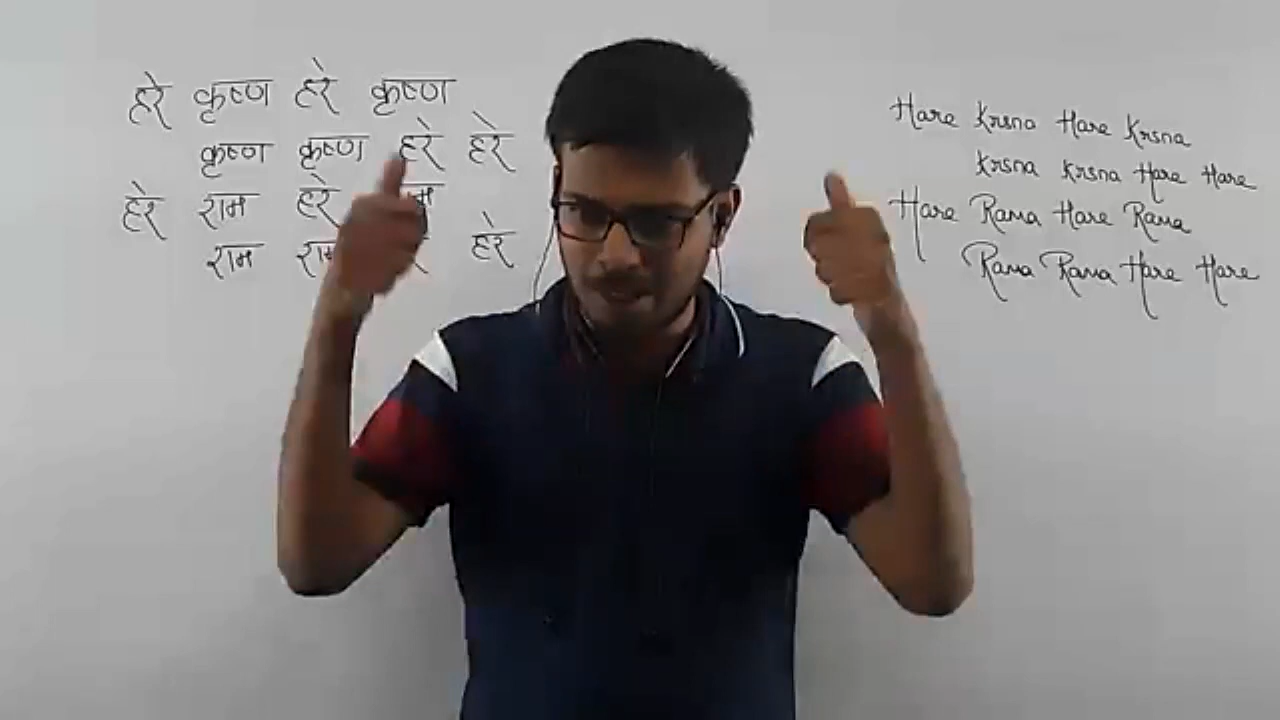 हरे कृष्ण हरे कृष्ण
कृष्ण कृष्ण हरे हरे
हरे राम हरे
राम हरे
Hare Krsna Hare Krsna
Krsna Krsna Hare Hare
Hare Rama Hare Rama
Rama Rama Hare Hare